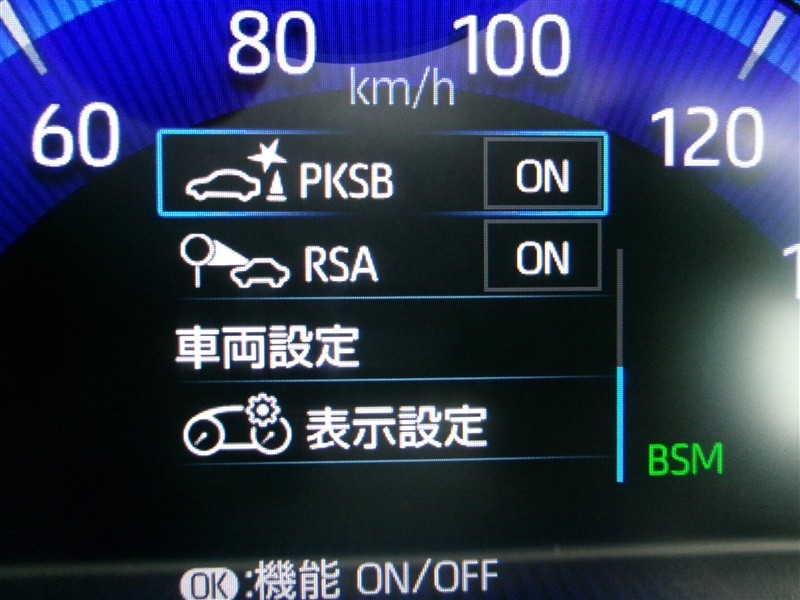 80 100
km/h
60 120
PKSB ON
RSA ON
車両設定
表示設定
BSM
OK:機能 ON/OFF